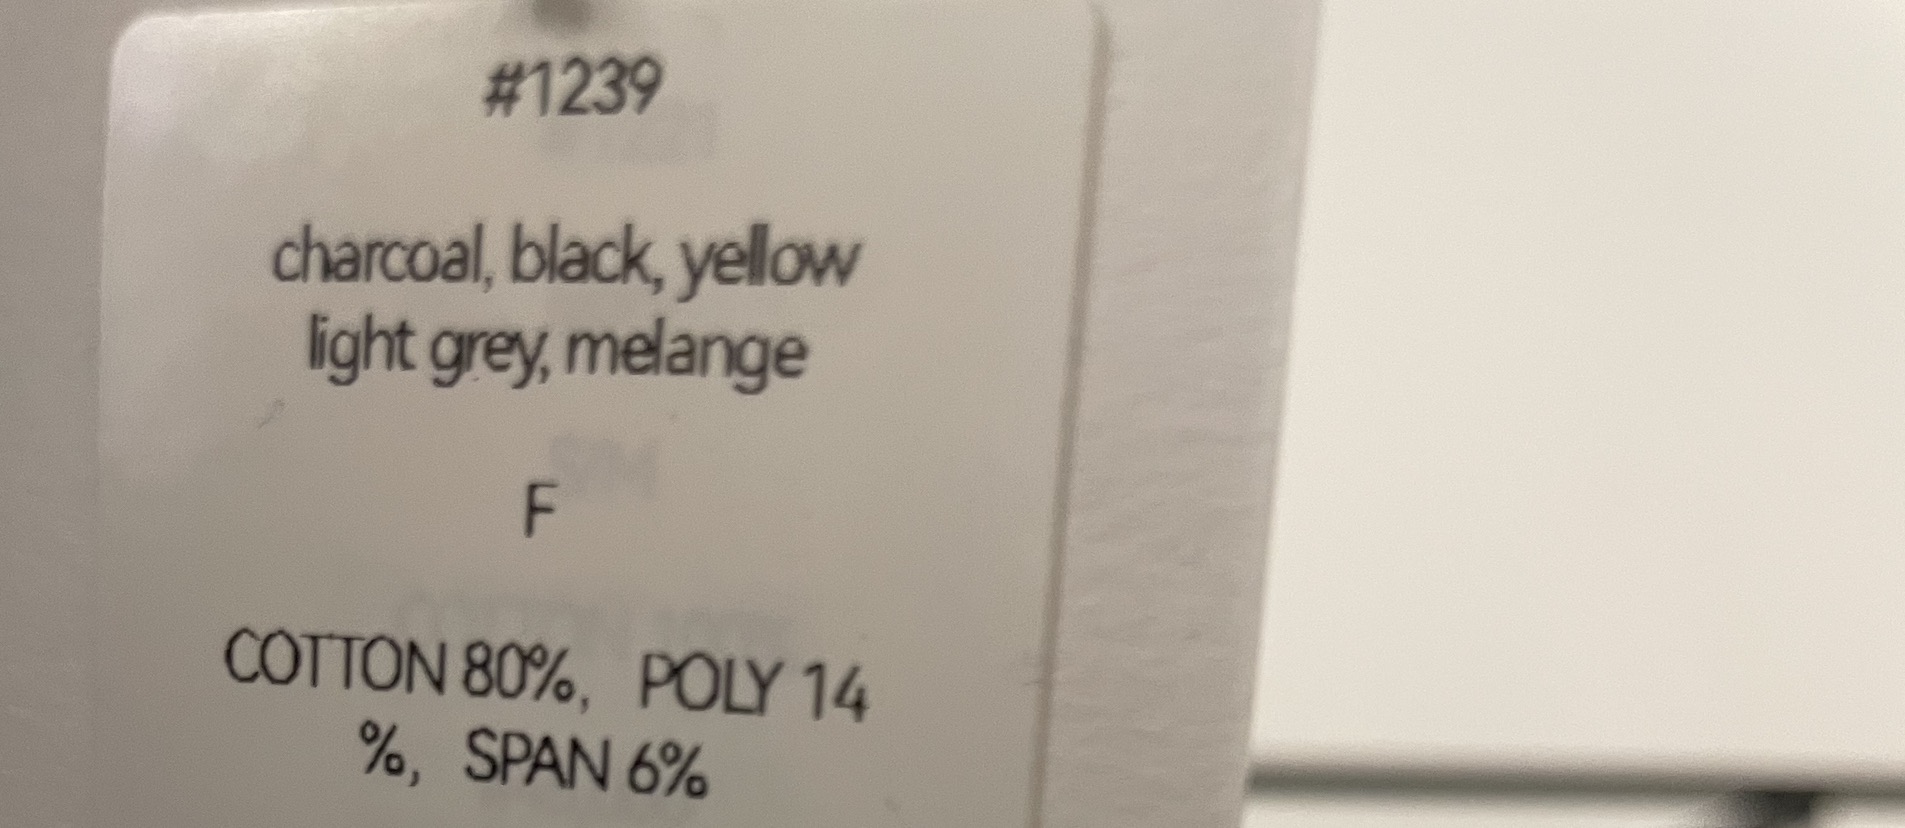 #1239
charcoal, black, yellow
light grey, melange
F
COTTON 80%, POLY 14
%, SPAN 6%